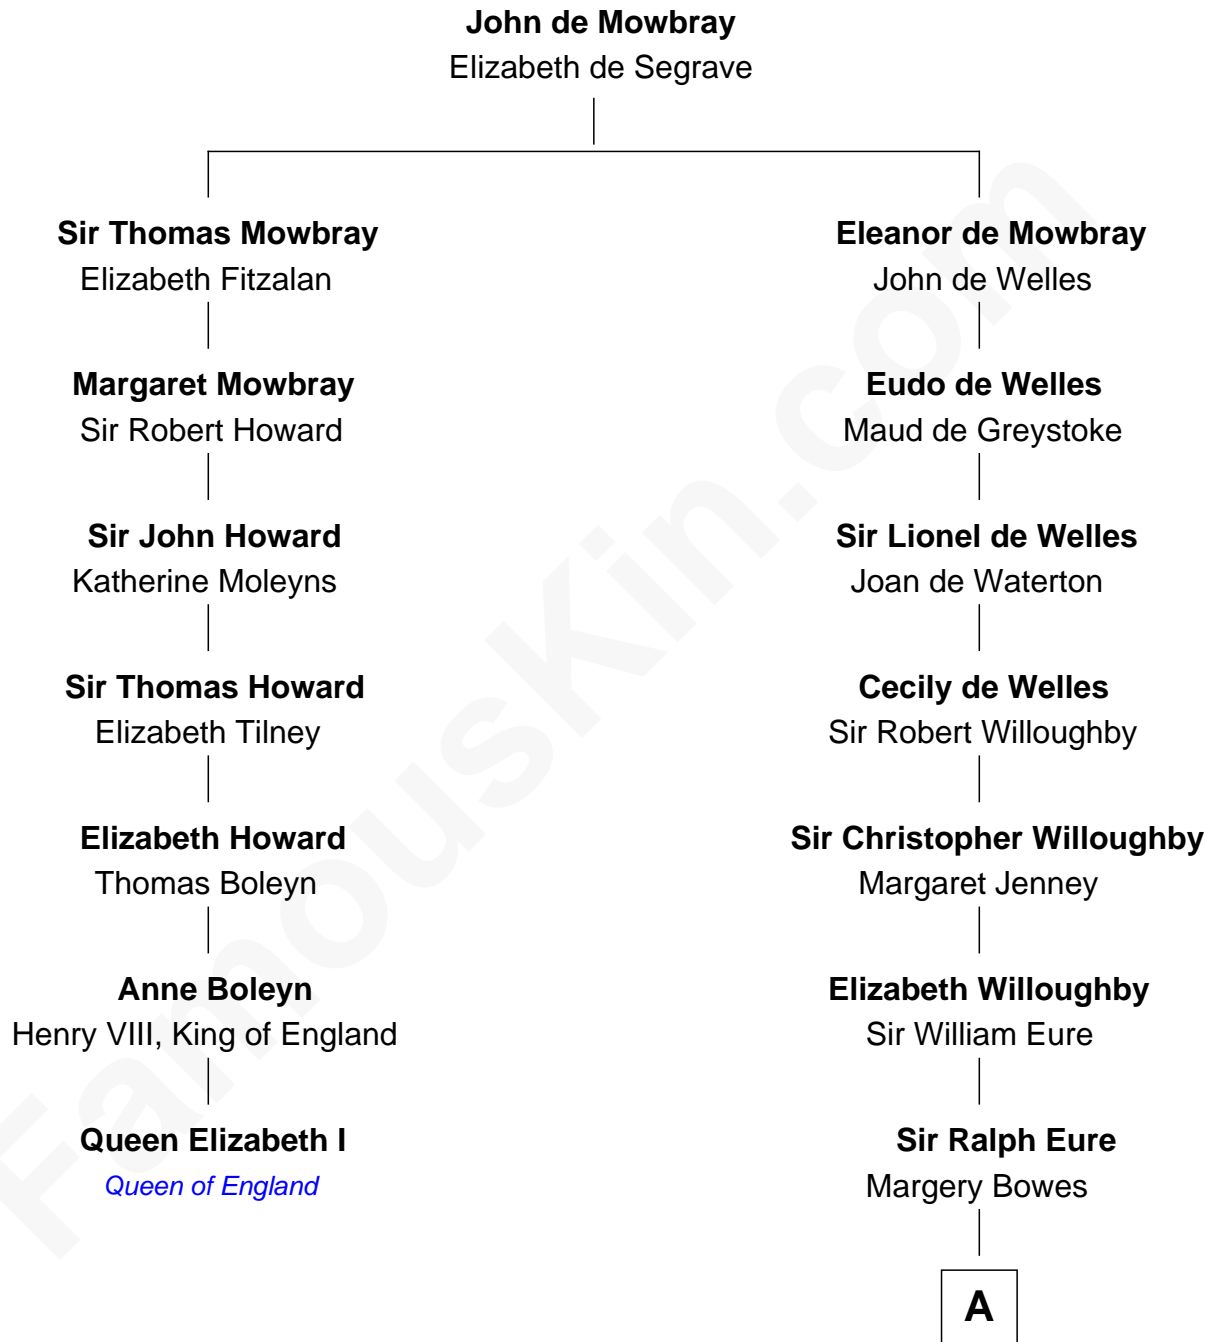 John de Mowbray
Elizabeth de Segrave
Sir Thomas Mowbray
Elizabeth Fitzalan
Margaret Mowbray
Sir Robert Howard
Sir John Howard
Katherine Moleyns
Sir Thomas Howard
Elizabeth Tilney
Elizabeth Howard
Thomas Boleyn
Anne Boleyn
Henry VIII, King of England
Queen Elizabeth I
Queen of England
Eleanor de Mowbray
John de Welles
Eudo de Welles
Maud de Greystoke
Sir Lionel de Welles
Joan de Waterton
Cecily de Welles
Sir Robert Willoughby
Sir Christopher Willoughby
Margaret Jenney
Elizabeth Willoughby
Sir William Eure
Sir Ralph Eure
Margery Bowes
A
FamousKin.com